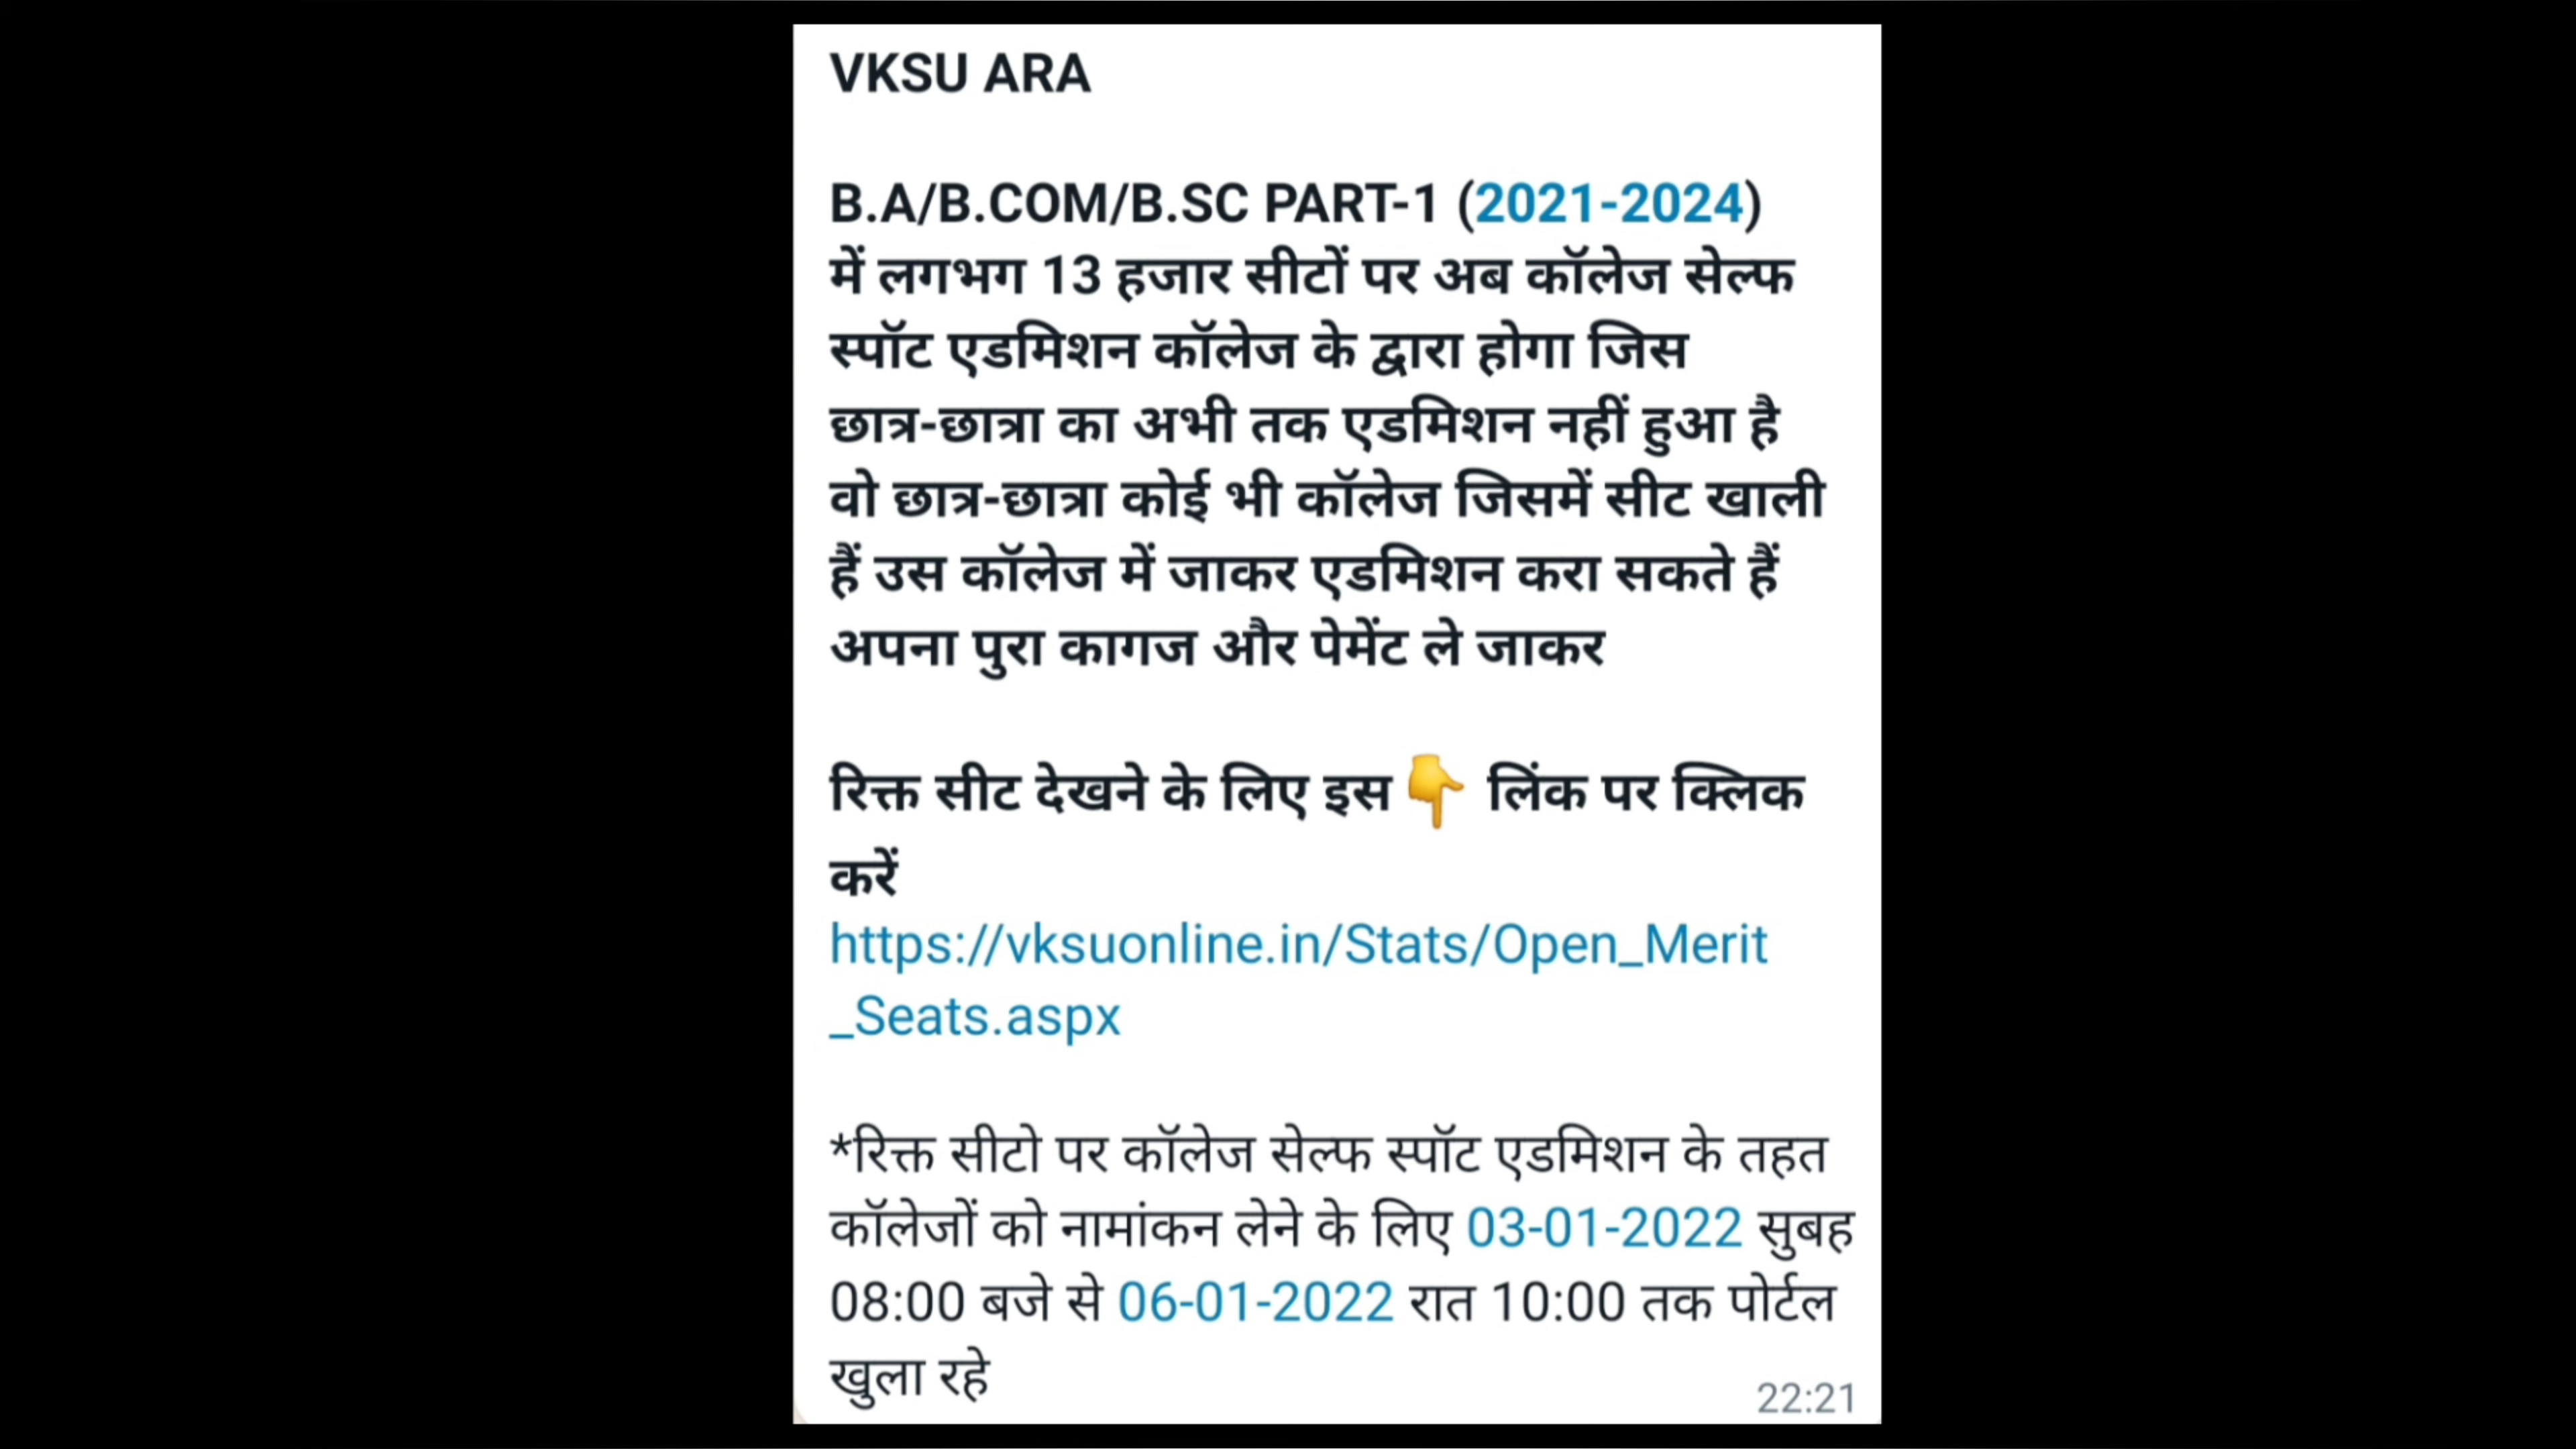 VKSU ARA
B.A/B.COM/B.SC PART-1 (2021-2024)
में लगभग 13 हजार सीटों पर अब कॉलेज सेल्फ
स्पॉट एडमिशन कॉलेज के द्वारा होगा जिस
छात्र-छात्रा का अभी तक एडमिशन नहीं हुआ है
वो छात्र-छात्रा कोई भी कॉलेज जिसमें सीट खाली
हैं उस कॉलेज में जाकर एडमिशन करा सकते हैं
अपना पुरा कागज और पेमेंट ले जाकर
रिक्त सीट देखने के लिए इस👇 लिंक पर क्लिक
करें
https://vksuonline.in/Stats/Open_Merit
_Seats.aspx
*रिक्त सीटो पर कॉलेज सेल्फ स्पॉट एडमिशन के तहत
कॉलेजों को नामांकन लेने के लिए 03-01-2022 सुबह
08:00 बजे से 06-01-2022 रात 10:00 तक पोर्टल
खुला रहे
22:21